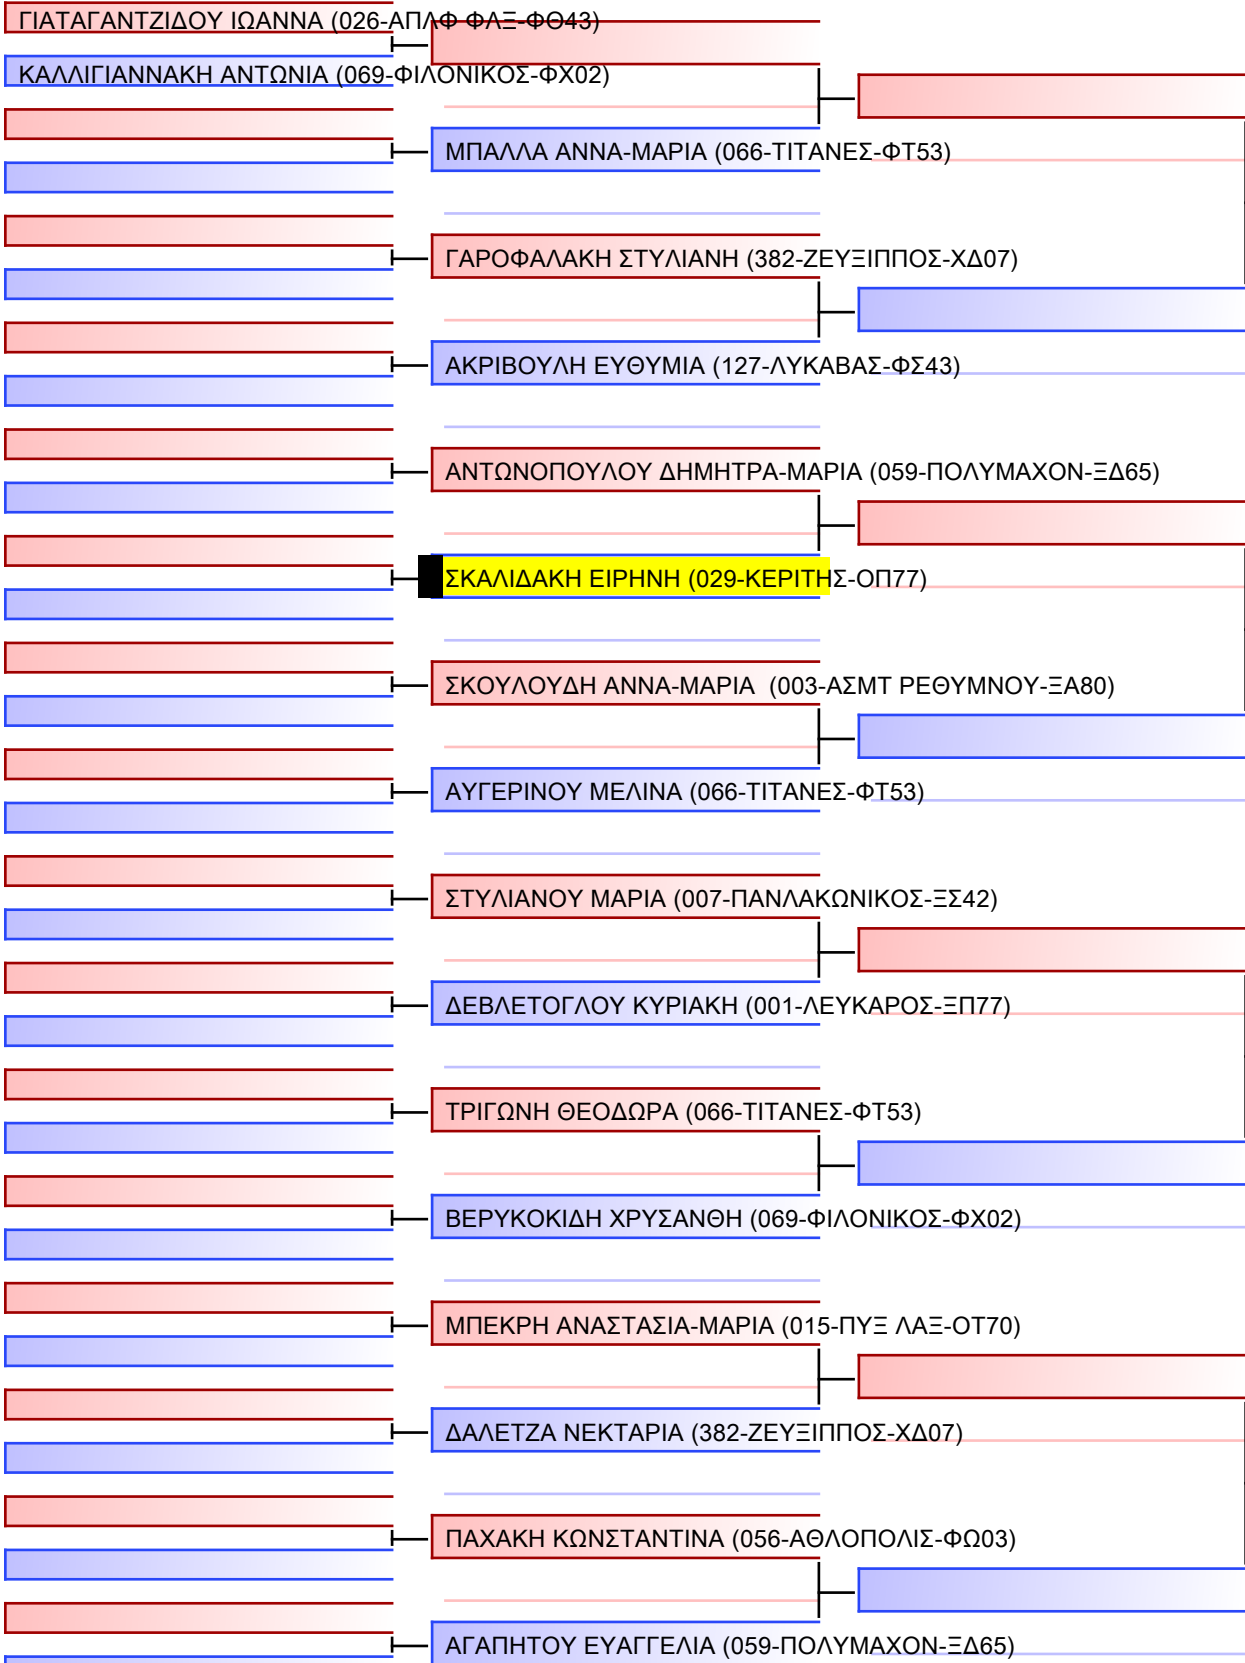 ΓΙΑΤΑΓΑΝΤΖΙΔΟΥ ΙΩΑΝΝΑ (026-ΑΠΛΦ ΦΛΞ-ΦΘ43)
ΚΑΛΛΙΓΙΑΝΝΑΚΗ ΑΝΤΩΝΙΑ (069-ΦΙΛΟΝΙΚΟΣ-ΦΧ02)
ΜΠΑΛΛΑ ΑΝΝΑ-ΜΑΡΙΑ (066-ΤΙΤΑΝΕΣ-ΦΤ53)
ΓΑΡΟΦΑΛΑΚΗ ΣΤΥΛΙΑΝΗ (382-ΖΕΥΞΙΠΠΟΣ-ΧΔ07)
ΑΚΡΙΒΟΥΛΗ ΕΥΘΥΜΙΑ (127-ΛΥΚΑΒΑΣ-ΦΣ43)
ΑΝΤΩΝΟΠΟΥΛΟΥ ΔΗΜΗΤΡΑ-ΜΑΡΙΑ (059-ΠΟΛΥΜΑΧΟΝ-ΞΔ65)
ΣΚΑΛΙΔΑΚΗ ΕΙΡΗΝΗ (029-ΚΕΡΙΤΗΣ-ΟΠ77)
ΣΚΟΥΛΟΥΔΗ ΑΝΝΑ-ΜΑΡΙΑ  (003-ΑΣΜΤ ΡΕΘΥΜΝΟΥ-ΞΑ80)
ΑΥΓΕΡΙΝΟΥ ΜΕΛΙΝΑ (066-ΤΙΤΑΝΕΣ-ΦΤ53)
ΣΤΥΛΙΑΝΟΥ ΜΑΡΙΑ (007-ΠΑΝΛΑΚΩΝΙΚΟΣ-ΞΣ42)
ΔΕΒΛΕΤΟΓΛΟΥ ΚΥΡΙΑΚΗ (001-ΛΕΥΚΑΡΟΣ-ΞΠ77)
ΤΡΙΓΩΝΗ ΘΕΟΔΩΡΑ (066-ΤΙΤΑΝΕΣ-ΦΤ53)
ΒΕΡΥΚΟΚΙΔΗ ΧΡΥΣΑΝΘΗ (069-ΦΙΛΟΝΙΚΟΣ-ΦΧ02)
ΜΠΕΚΡΗ ΑΝΑΣΤΑΣΙΑ-ΜΑΡΙΑ (015-ΠΥΞ ΛΑΞ-ΟΤ70)
ΔΑΛΕΤΖΑ ΝΕΚΤΑΡΙΑ (382-ΖΕΥΞΙΠΠΟΣ-ΧΔ07)
ΠΑΧΑΚΗ ΚΩΝΣΤΑΝΤΙΝΑ (056-ΑΘΛΟΠΟΛΙΣ-ΦΩ03)
ΑΓΑΠΗΤΟΥ ΕΥΑΓΓΕΛΙΑ (059-ΠΟΛΥΜΑΧΟΝ-ΞΔ65)